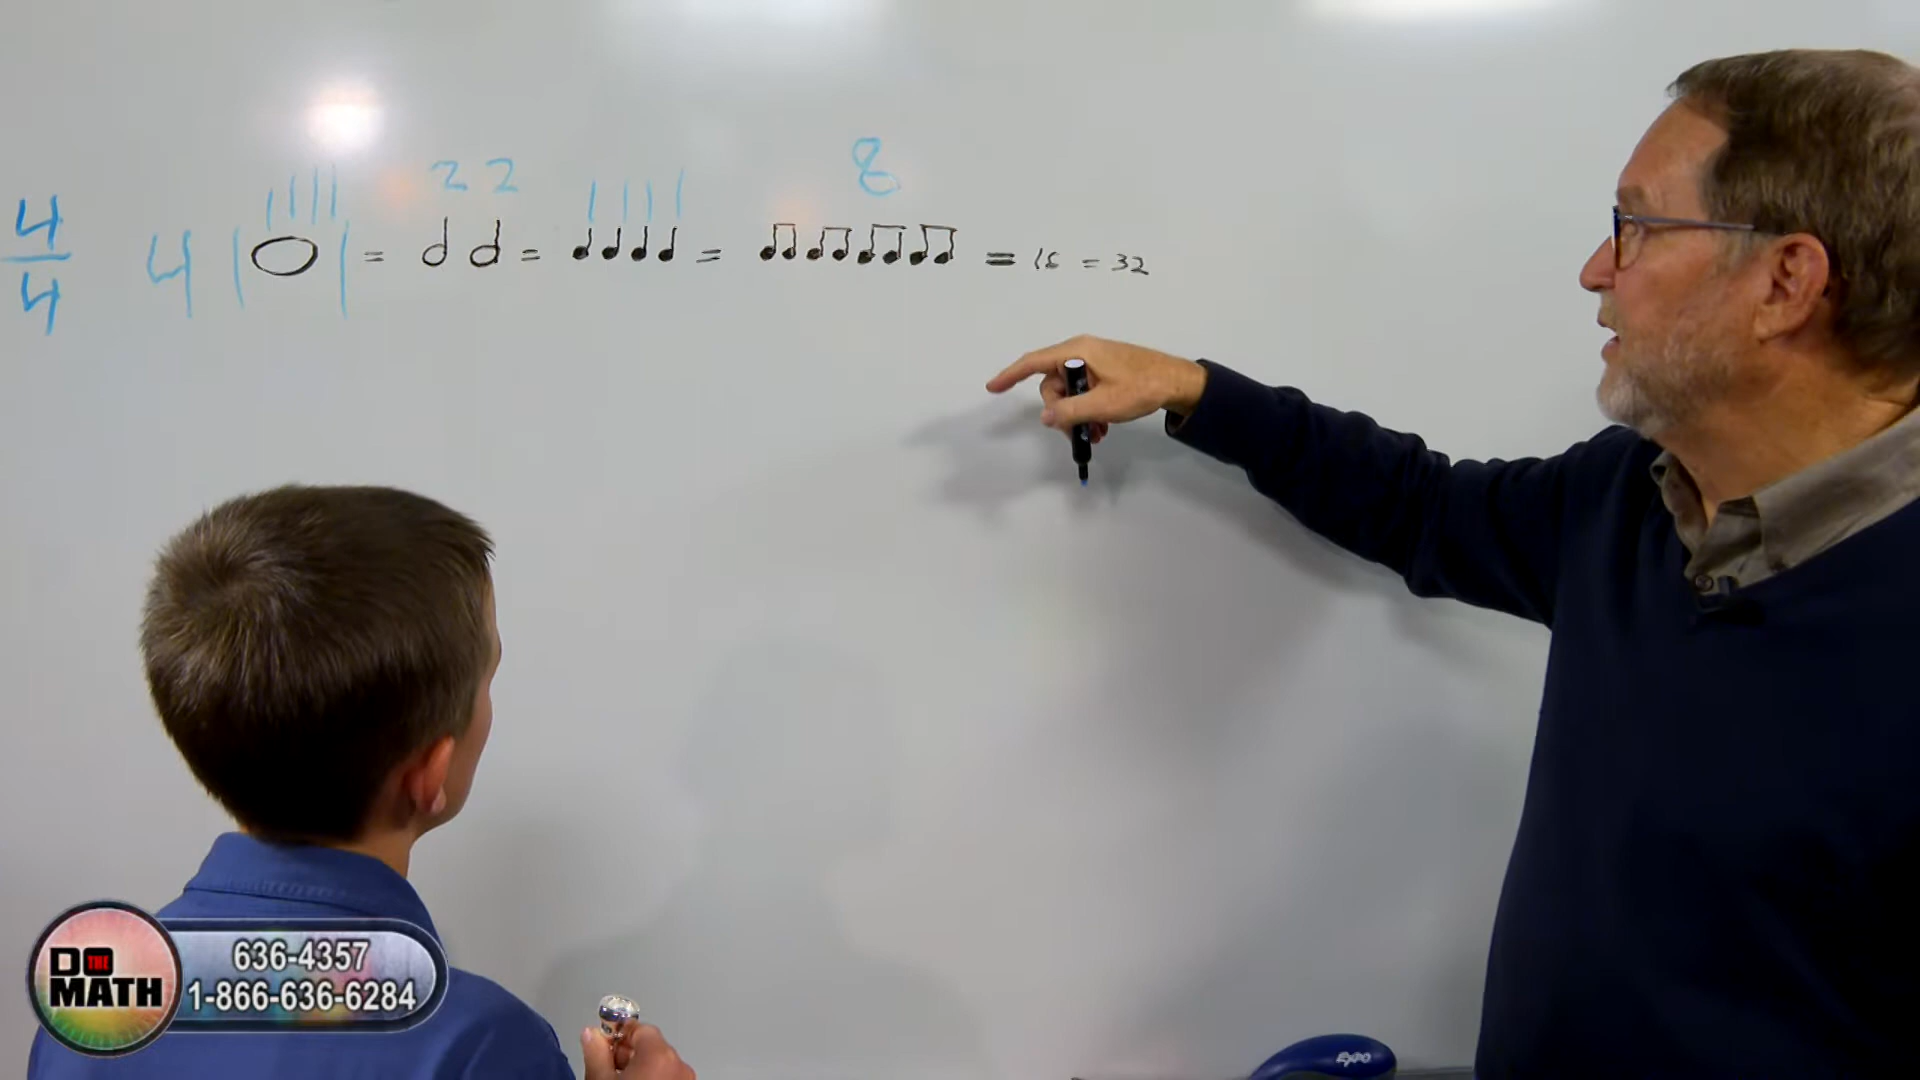 2 2 8
4/4 4 | O | = 𝅗𝅥 𝅗𝅥 = ♩ ♩ ♩ ♩ = ♫ ♫ ♫ ♫ = 16 = 32
DO THE MATH
636-4357
1-866-636-6284
EXPO